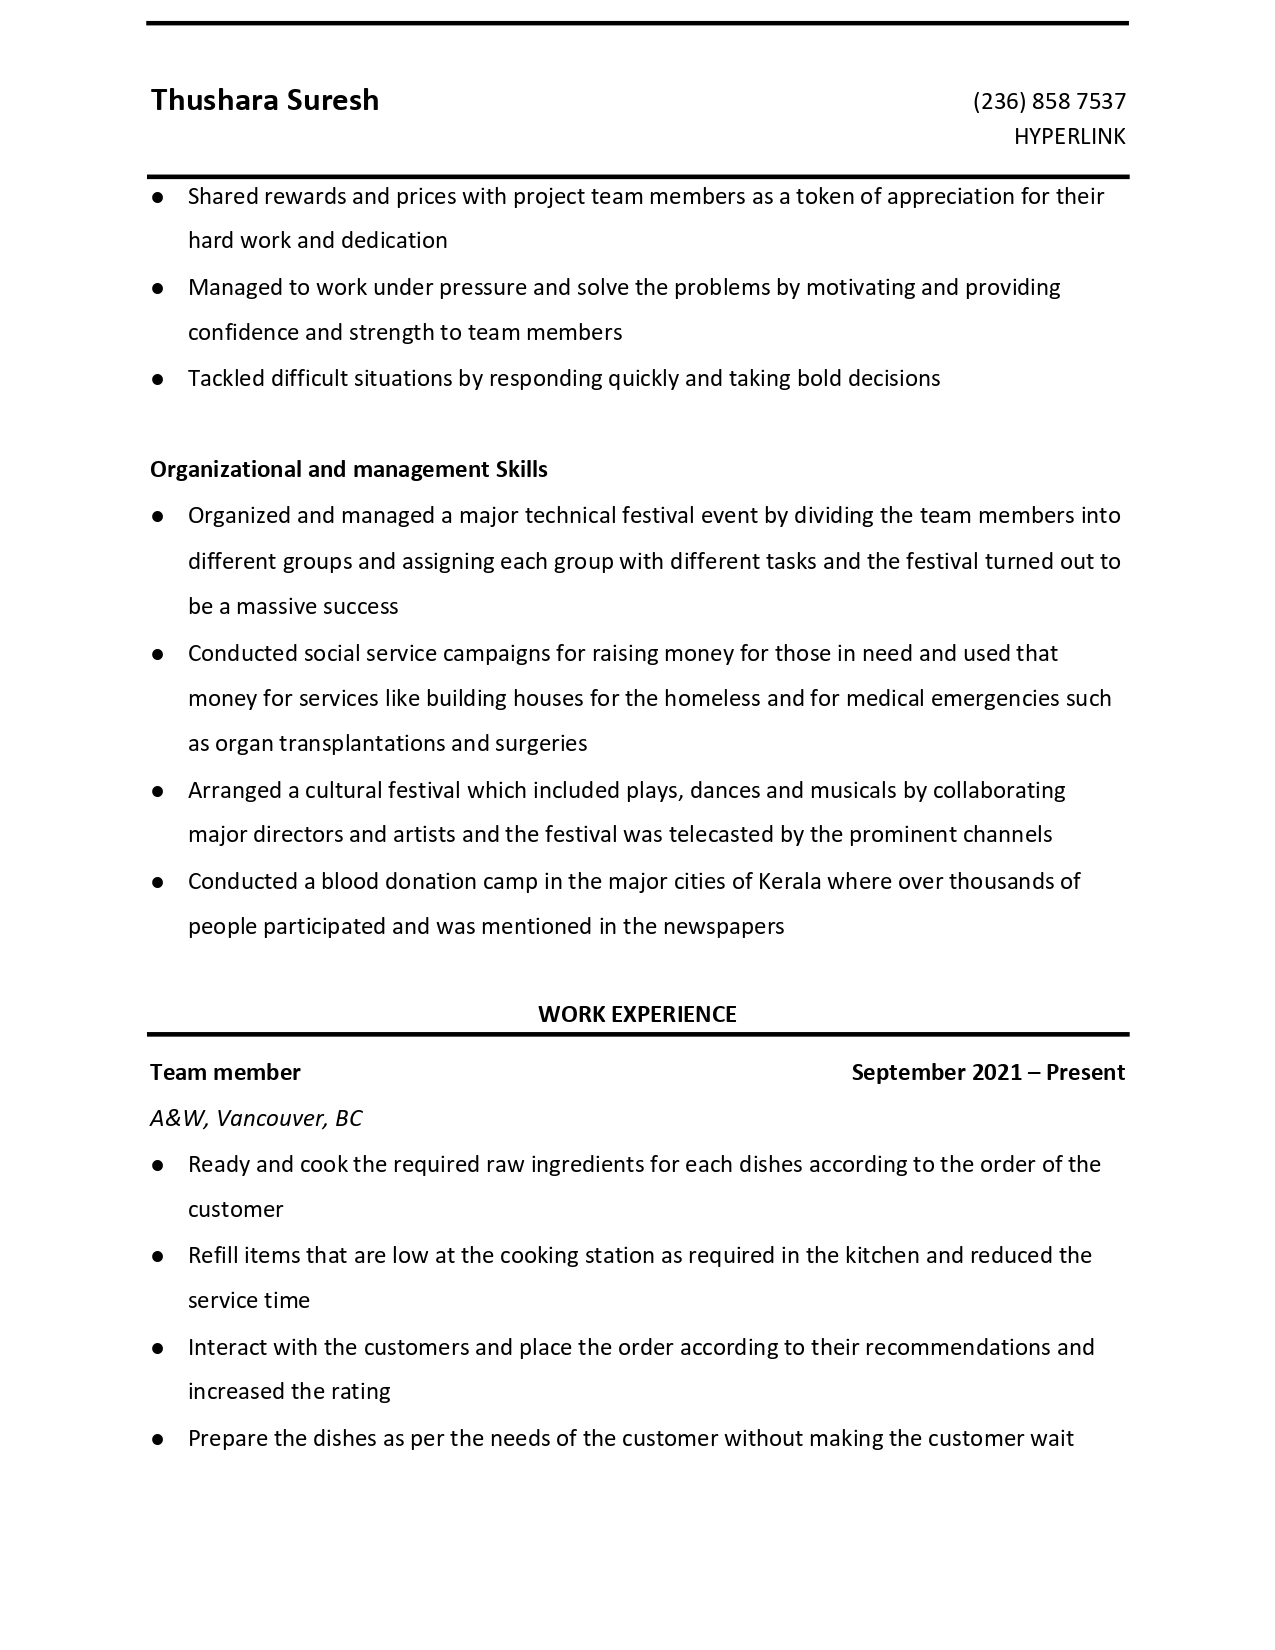 Thushara Suresh (236) 858 7537
HYPERLINK
● Shared rewards and prices with project team members as a token of appreciation for their
hard work and dedication
● Managed to work under pressure and solve the problems by motivating and providing
confidence and strength to team members
● Tackled difficult situations by responding quickly and taking bold decisions
Organizational and management Skills
● Organized and managed a major technical festival event by dividing the team members into
different groups and assigning each group with different tasks and the festival turned out to
be a massive success
● Conducted social service campaigns for raising money for those in need and used that
money for services like building houses for the homeless and for medical emergencies such
as organ transplantations and surgeries
● Arranged a cultural festival which included plays, dances and musicals by collaborating
major directors and artists and the festival was telecasted by the prominent channels
● Conducted a blood donation camp in the major cities of Kerala where over thousands of
people participated and was mentioned in the newspapers
WORK EXPERIENCE
Team member September 2021 – Present
A&W, Vancouver, BC
● Ready and cook the required raw ingredients for each dishes according to the order of the
customer
● Refill items that are low at the cooking station as required in the kitchen and reduced the
service time
● Interact with the customers and place the order according to their recommendations and
increased the rating
● Prepare the dishes as per the needs of the customer without making the customer wait